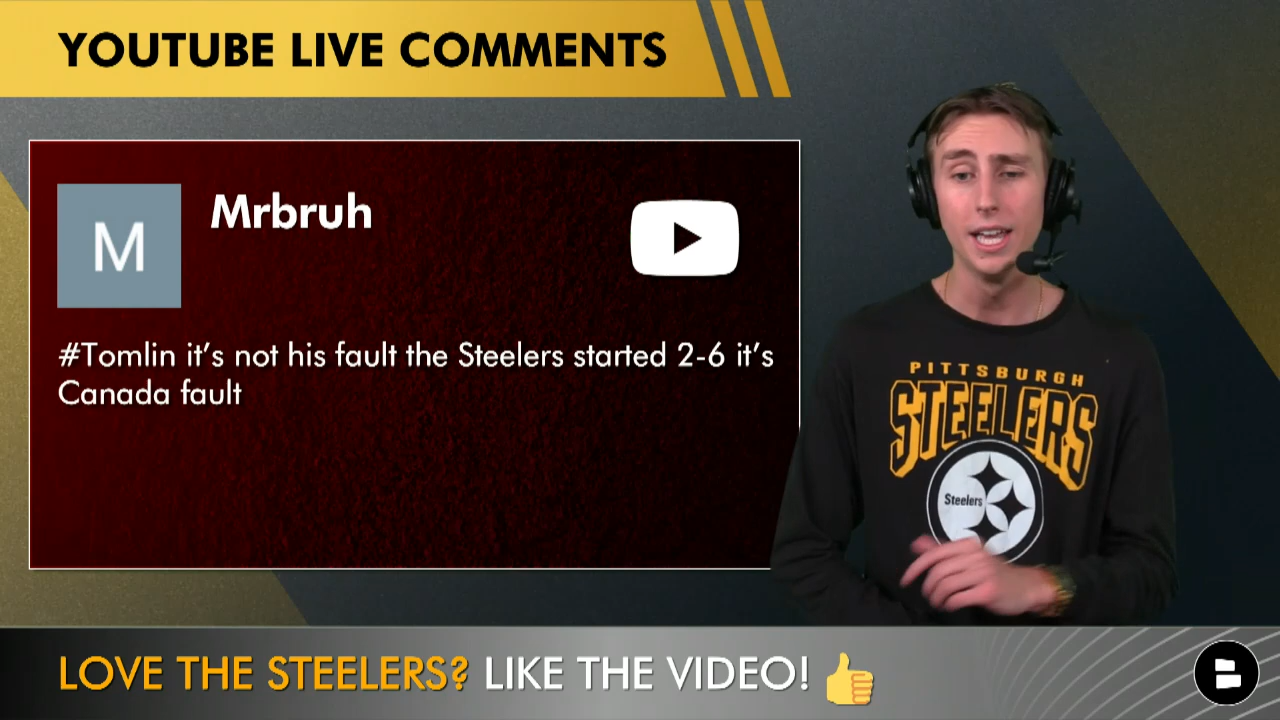 YOUTUBE LIVE COMMENTS
M
Mrbruh
#Tomlin it's not his fault the Steelers started 2-6 it's
Canada fault
PITTSBURGH
STEELERS
Steelers
LOVE THE STEELERS? LIKE THE VIDEO!